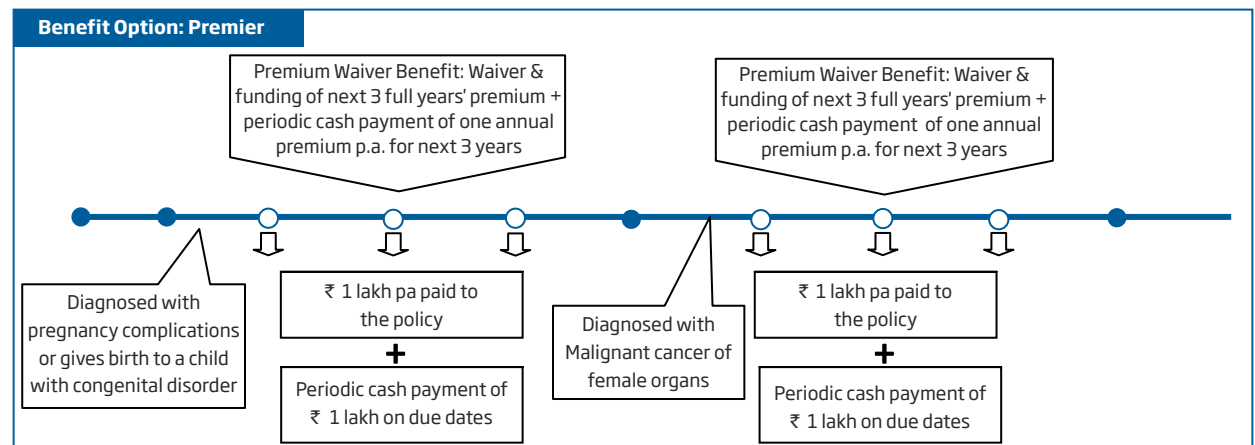 Benefit Option: Premier
Premium Waiver Benefit: Waiver &
funding of next 3 full years' premium +
periodic cash payment of one annual
premium p.a. for next 3 years
Premium Waiver Benefit: Waiver &
funding of next 3 full years' premium +
periodic cash payment of one annual
premium p.a. for next 3 years
Diagnosed with
pregnancy complications
or gives birth to a child
with congenital disorder
₹ 1 lakh pa paid to
the policy
+
Periodic cash payment of
₹ 1 lakh on due dates
Diagnosed with
Malignant cancer of
female organs
₹ 1 lakh pa paid to
the policy
+
Periodic cash payment of
₹ 1 lakh on due dates